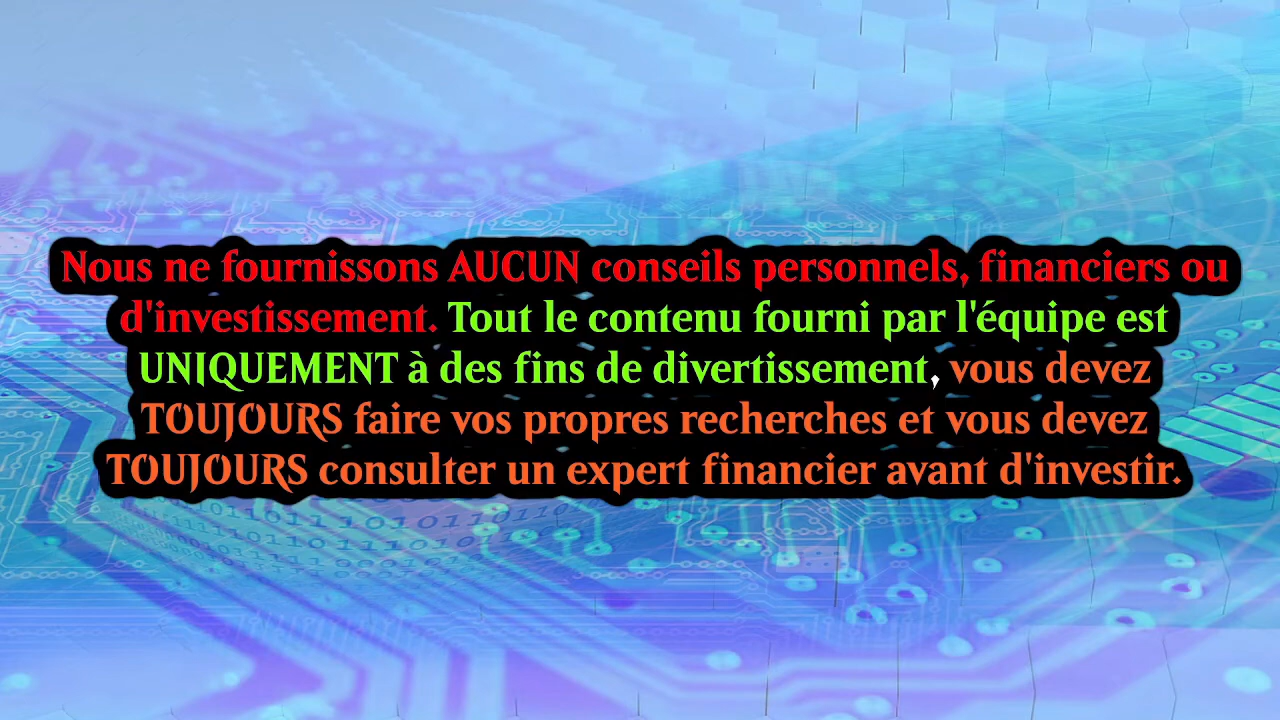 Nous ne fournissons AUCUN conseils personnels, financiers ou
d'investissement. Tout le contenu fourni par l'équipe est
UNIQUEMENT à des fins de divertissement, vous devez
TOUJOURS faire vos propres recherches et vous devez
TOUJOURS consulter un expert financier avant d'investir.